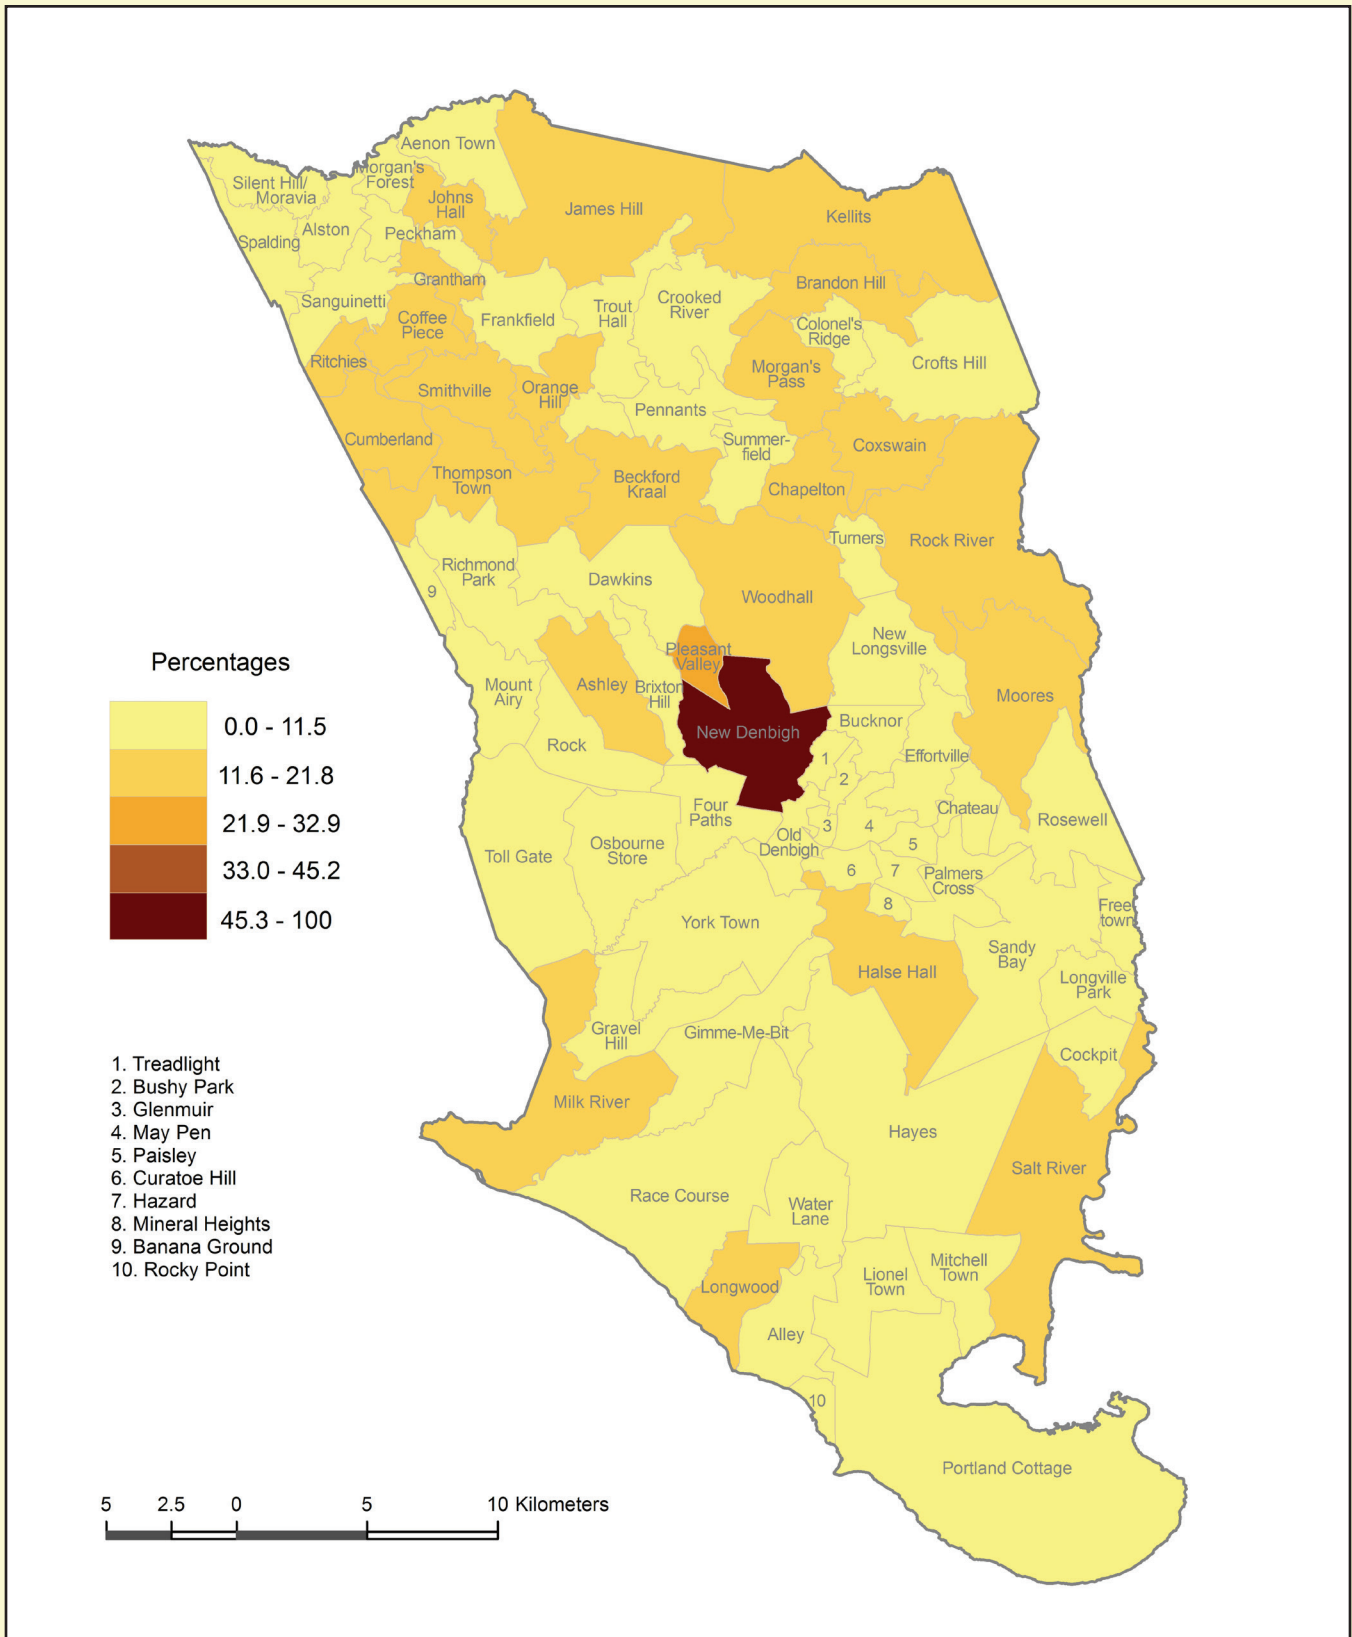 Aenon Town
Morgan's
Forest
Silent Hill/
Moravia
Johns
Hall
James Hill
Kellits
Alston
Peckham
Spalding
Grantham
Brandon Hill
Sanguinetti
Crooked
River
Trout
Hall
Coffee
Piece
Frankfield
Colonel's
Ridge
Crofts Hill
Ritchies
Smithville
Orange
Hill
Morgan's
Pass
Pennants
Cumberland
Summer-
field
Coxswain
Thompson
Town
Beckford
Kraal
Chapelton
Turners
Rock River
Richmond
Park
Dawkins
9
Woodhall
New
Longsville
Pleasant
Valley
Percentages
Mount
Airy
Ashley
Brixton
Hill
Moores
0.0 - 11.5
New Denbigh
Bucknor
Rock
Effortville
1
2
11.6 - 21.8
Four
Paths
Chateau
Rosewell
21.9 - 32.9
Old
Denbigh
3
4
5
Osbourne
Store
Toll Gate
33.0 - 45.2
6
7
Palmers
Cross
8
Free
town
45.3 - 100
York Town
Sandy
Bay
Halse Hall
Longville
Park
Gravel
Hill
Gimme-Me-Bit
Cockpit
1. Treadlight
2. Bushy Park
3. Glenmuir
4. May Pen
5. Paisley
6. Curatoe Hill
7. Hazard
8. Mineral Heights
9. Banana Ground
10. Rocky Point
Milk River
Hayes
Salt River
Race Course
Water
Lane
Mitchell
Town
Lionel
Town
Longwood
Alley
10
Portland Cottage
5 2.5 0 5 10 Kilometers